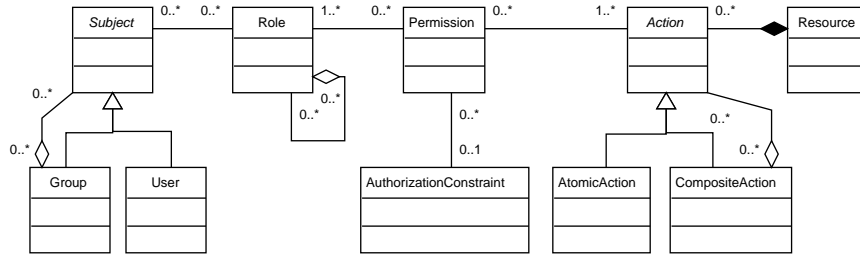 Subject
0..*
0..*
Role
1..*
0..*
Permission
0..*
1..*
Action
0..*
Resource
0..*
0..*
0..*
0..*
0..*
0..*
0..1
0..*
0..*
Group
User
AuthorizationConstraint
AtomicAction
CompositeAction